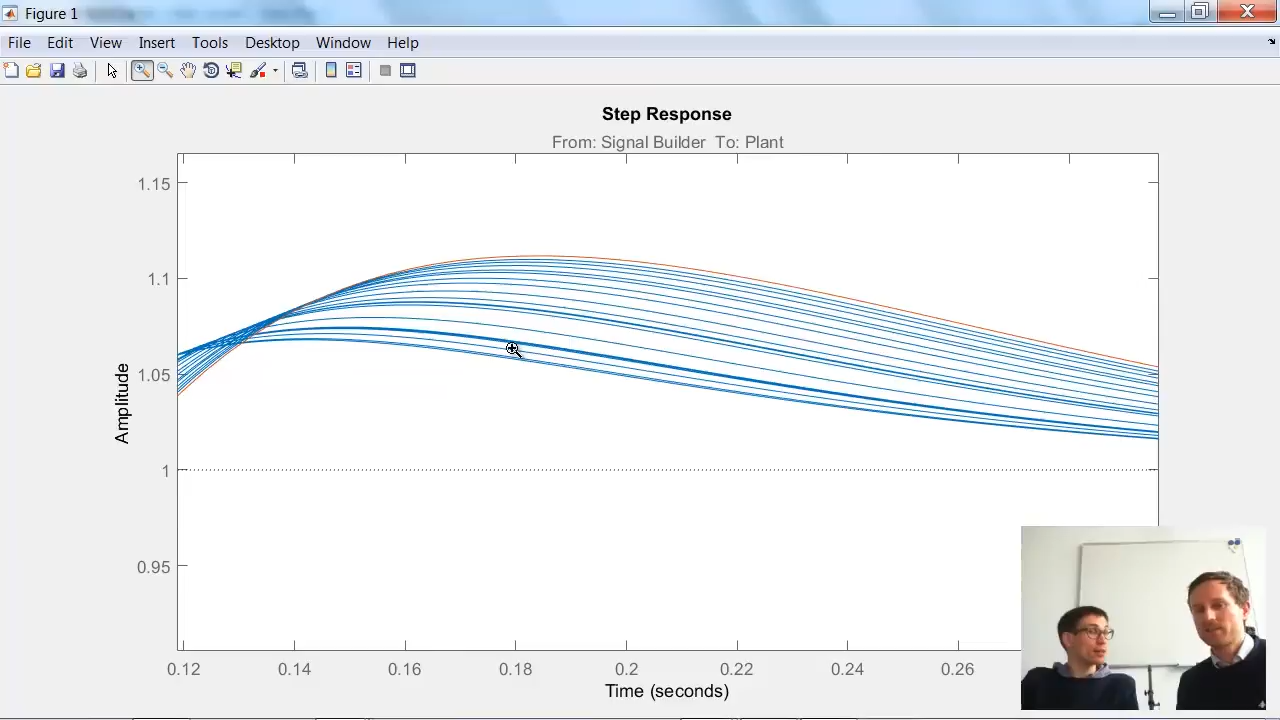 Figure 1
File Edit View Insert Tools Desktop Window Help
Step Response
From: Signal Builder To: Plant
1.15
1.1
1.05
1
0.95
Amplitude
0.12 0.14 0.16 0.18 0.2 0.22 0.24 0.26
Time (seconds)